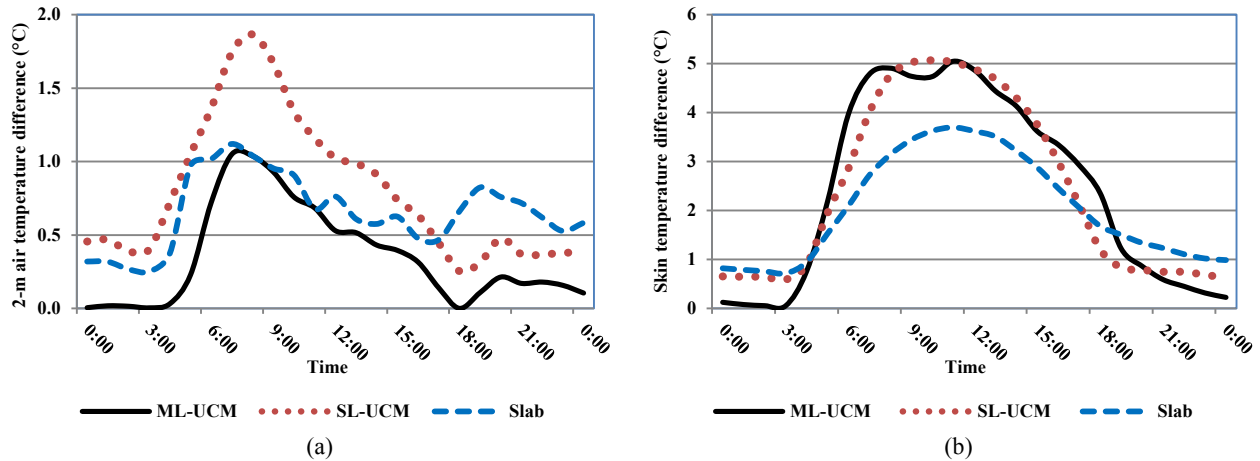 2-m air temperature difference (°C)
2.0
1.5
1.0
0.5
0.0
0:00
3:00
6:00
9:00
12:00
15:00
18:00
21:00
0:00
Time
ML-UCM
SL-UCM
Slab
(a)
Skin temperature difference (°C)
6
5
4
3
2
1
0
0:00
3:00
6:00
9:00
12:00
15:00
18:00
21:00
0:00
Time
ML-UCM
SL-UCM
Slab
(b)